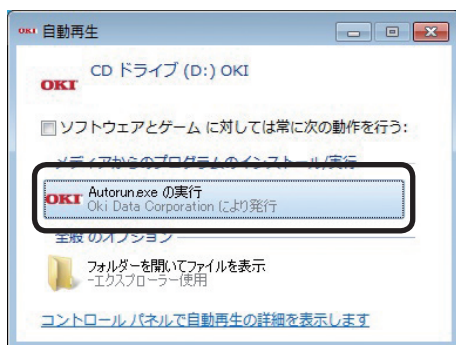 OKI 自動再生
CD ドライブ (D:) OKI
OKI
ソフトウェアとゲーム に対しては常に次の動作を行う:
メディアからのプログラムのインストール/実行
OKI Autorun.exe の実行
Oki Data Corporation により発行
全般 のオプション
フォルダーを開いてファイルを表示
-エクスプローラー使用
コントロール パネルで自動再生の詳細を表示します